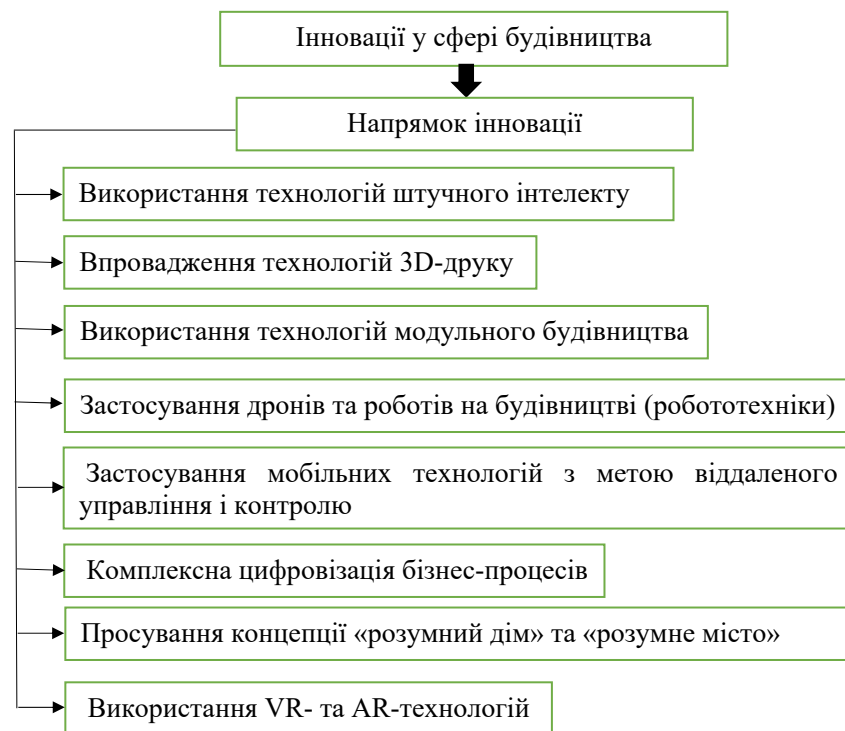 Інновації у сфері будівництва
Напрямок інновації
Використання технологій штучного інтелекту
Впровадження технологій 3D-друку
Використання технологій модульного будівництва
Застосування дронів та роботів на будівництві (робототехніки)
Застосування мобільних технологій з метою віддаленого
управління і контролю
Комплексна цифровізація бізнес-процесів
Просування концепції «розумний дім» та «розумне місто»
Використання VR- та AR-технологій